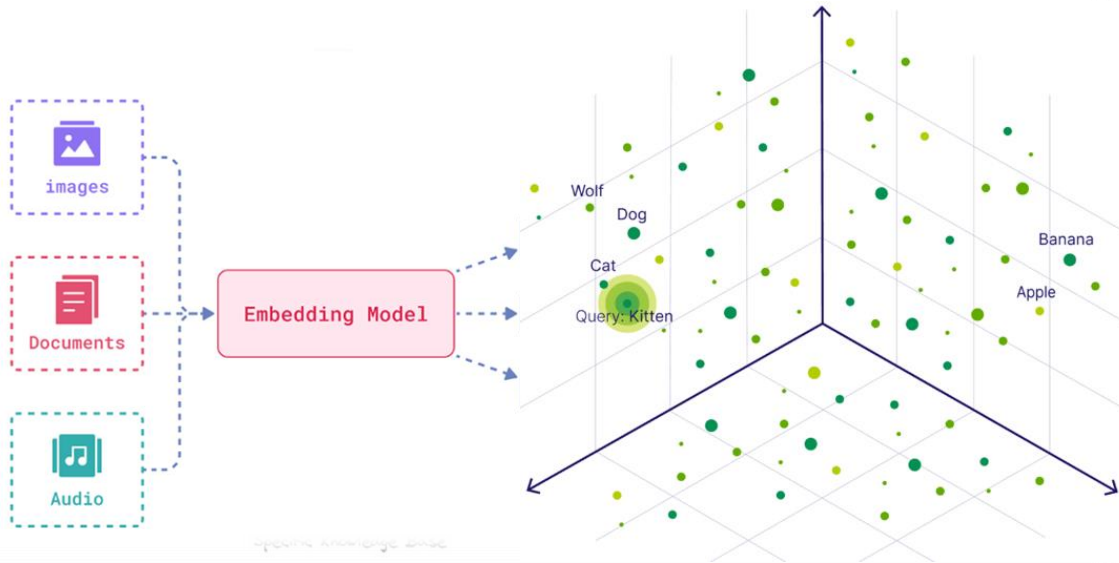 images
Documents
Audio
Embedding Model
Wolf
Dog
Cat
Query: Kitten
Banana
Apple